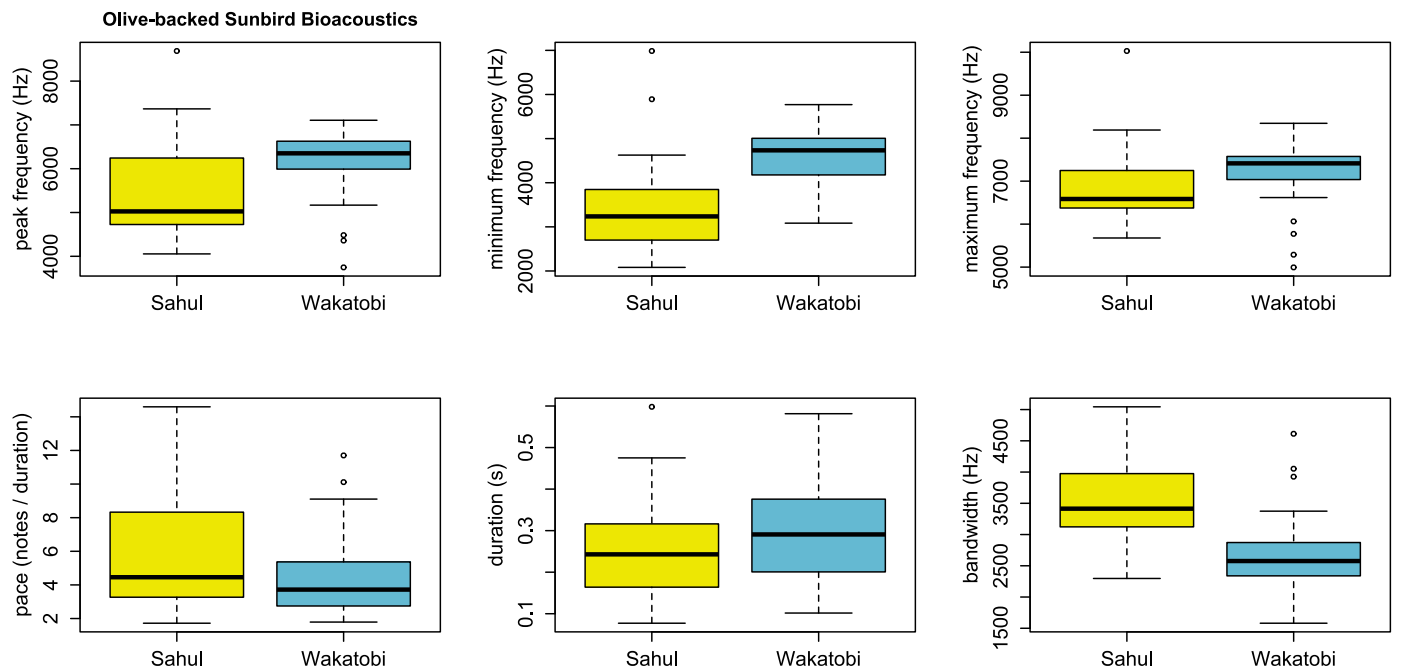 Olive-backed Sunbird Bioacoustics
peak frequency (Hz)
8000
6000
4000
Sahul
Wakatobi
minimum frequency (Hz)
6000
4000
2000
Sahul
Wakatobi
maximum frequency (Hz)
9000
7000
5000
Sahul
Wakatobi
pace (notes / duration)
12
8
6
4
2
Sahul
Wakatobi
duration (s)
0.5
0.3
0.1
Sahul
Wakatobi
bandwidth (Hz)
4500
3500
2500
1500
Sahul
Wakatobi